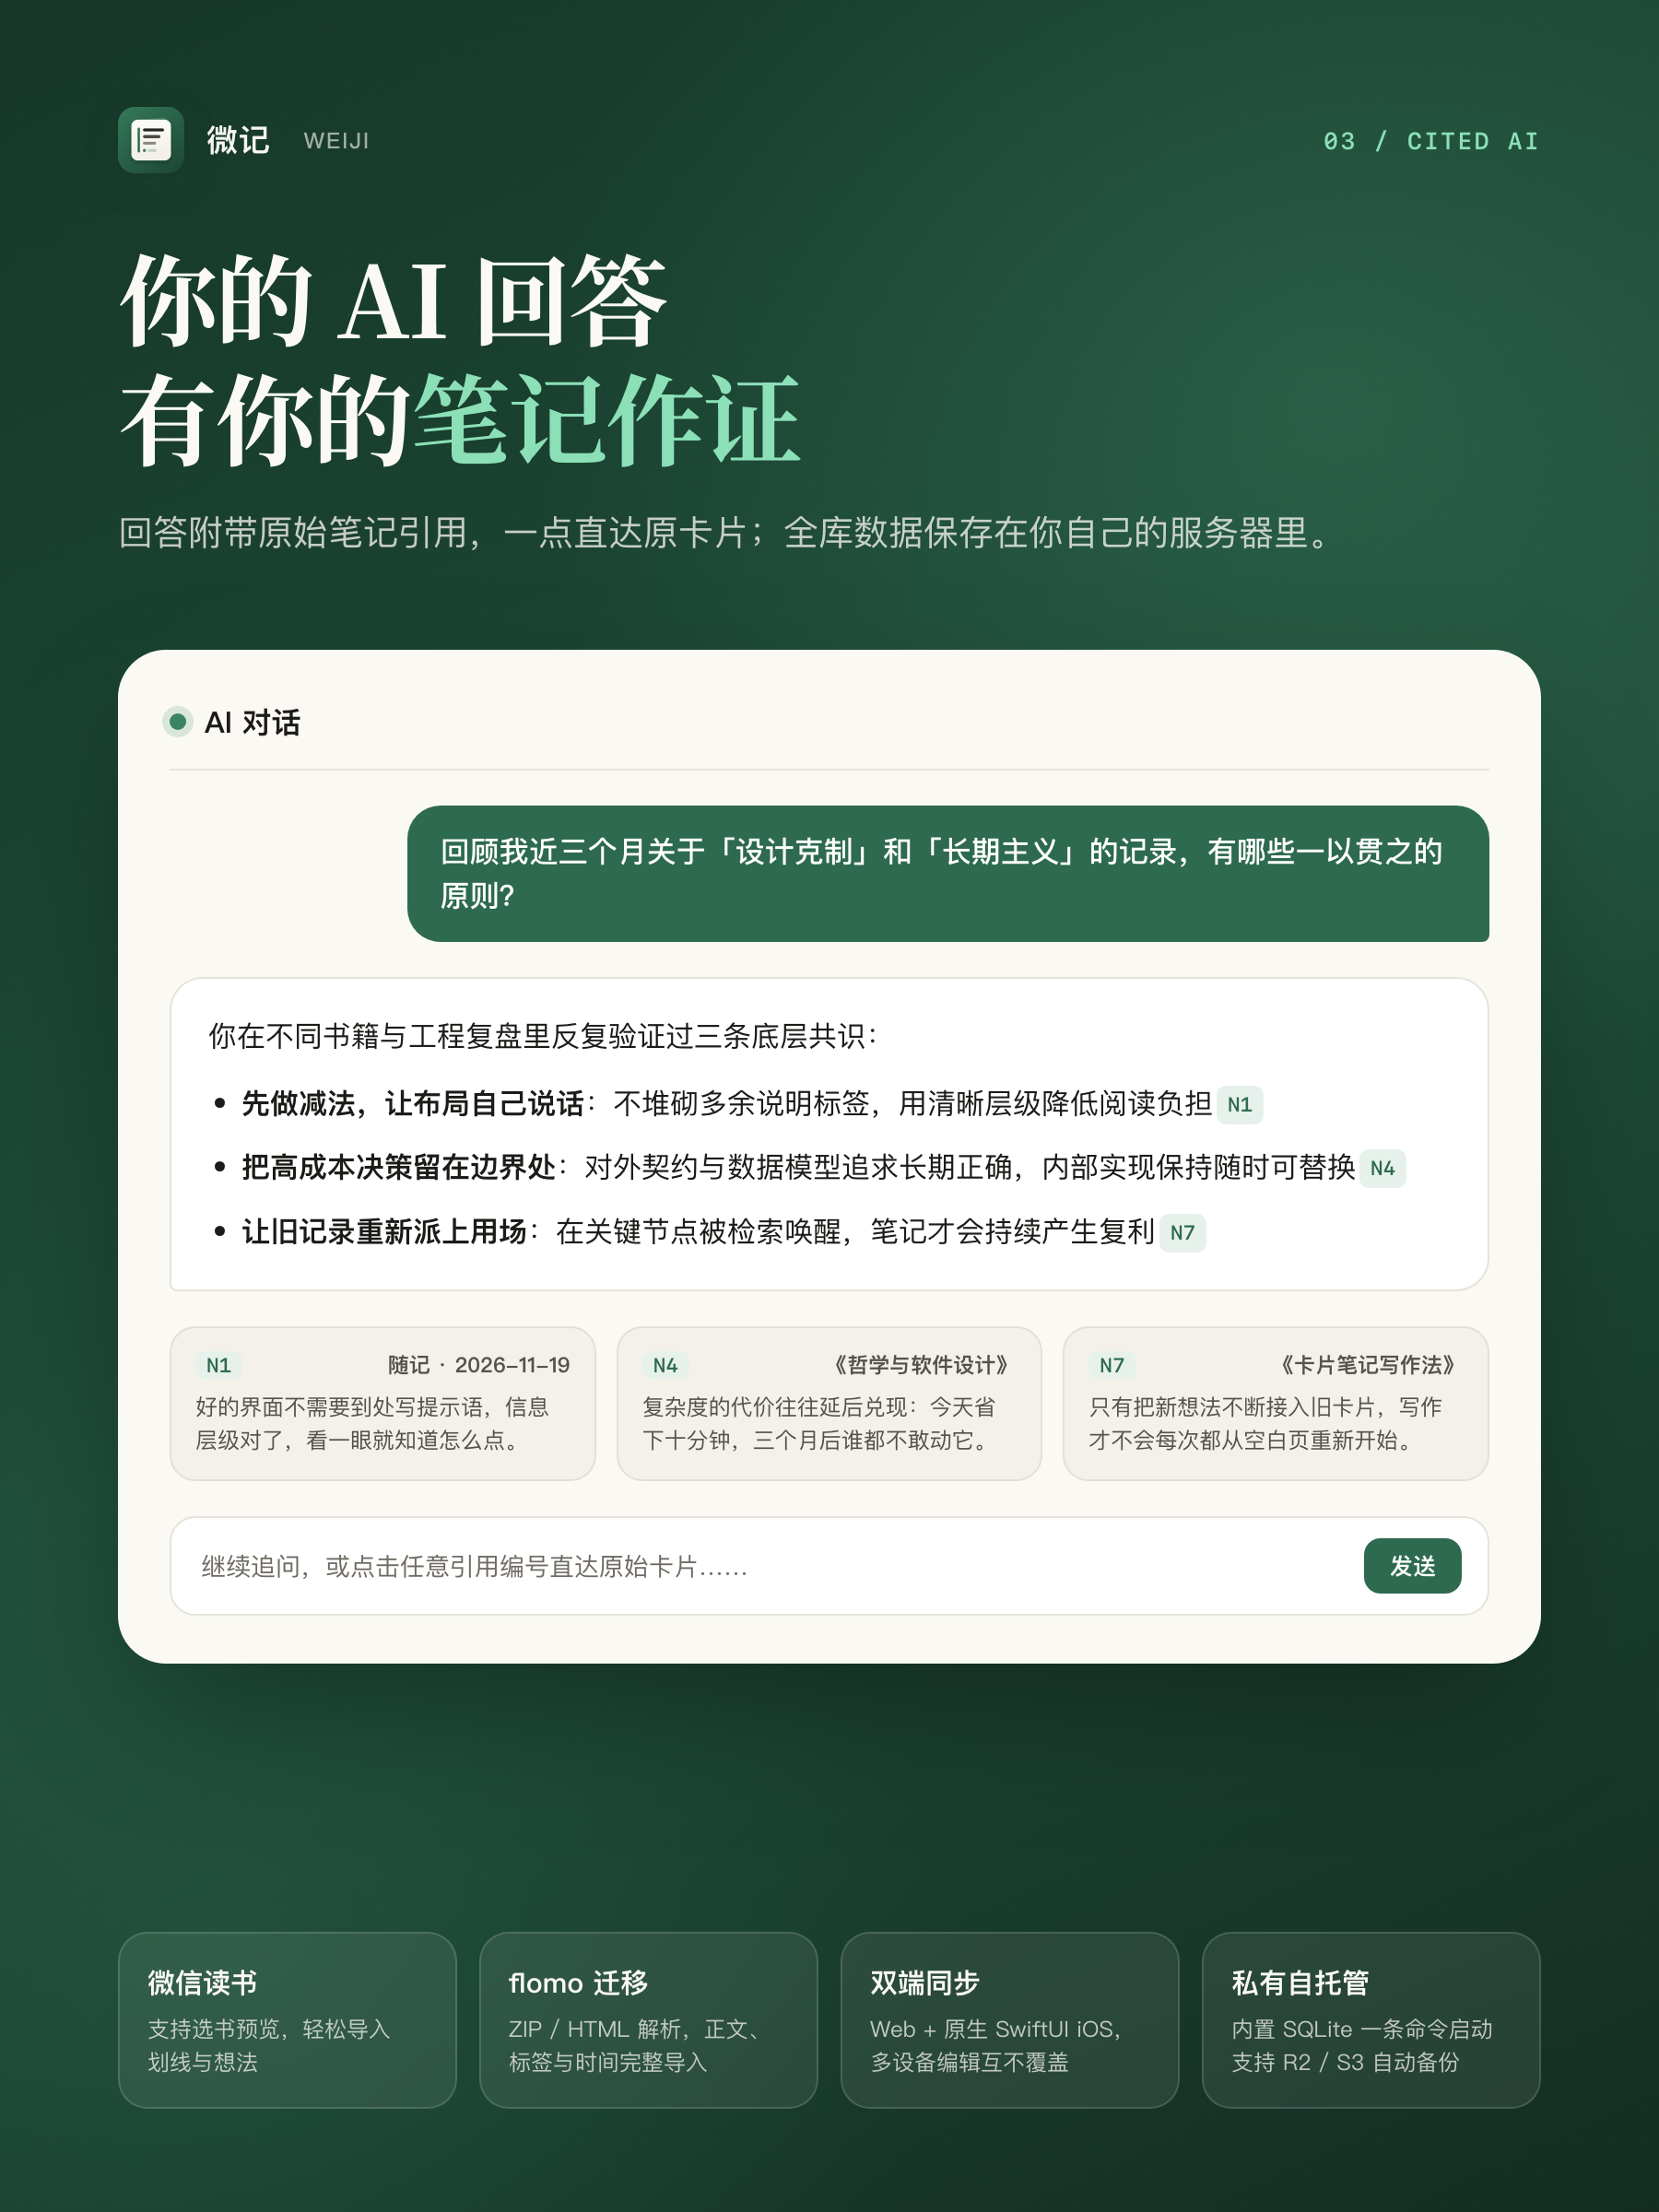 微记 WEIJI
03 / CITED AI
你的 AI 回答
有你的笔记作证
回答附带原始笔记引用，一点直达原卡片；全库数据保存在你自己的服务器里。
AI 对话
回顾我近三个月关于「设计克制」和「长期主义」的记录，有哪些一以贯之的
原则？
你在不同书籍与工程复盘里反复验证过三条底层共识：
• 先做减法，让布局自己说话：不堆砌多余说明标签，用清晰层级降低阅读负担 N1
• 把高成本决策留在边界处：对外契约与数据模型追求长期正确，内部实现保持随时可替换 N4
• 让旧记录重新派上用场：在关键节点被检索唤醒，笔记才会持续产生复利 N7
N1 随记 · 2026-11-19
好的界面不需要到处写提示语，信息
层级对了，看一眼就知道怎么点。
N4 《哲学与软件设计》
复杂度的代价往往延后兑现：今天省
下十分钟，三个月后谁都不敢动它。
N7 《卡片笔记写作法》
只有把新想法不断接入旧卡片，写作
才不会每次都从空白页重新开始。
继续追问，或点击任意引用编号直达原始卡片……
发送
微信读书
支持选书预览，轻松导入
划线与想法
flomo 迁移
ZIP / HTML 解析，正文、
标签与时间完整导入
双端同步
Web + 原生 SwiftUI iOS，
多设备编辑互不覆盖
私有自托管
内置 SQLite 一条命令启动
支持 R2 / S3 自动备份